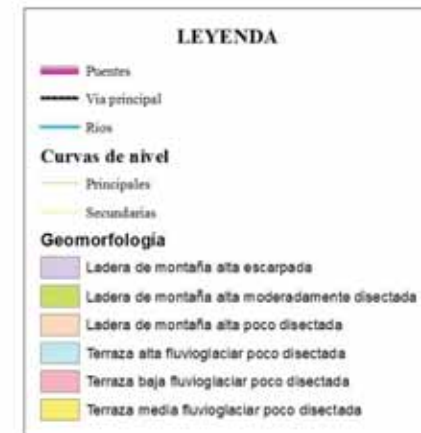 LEYENDA
Puentes
Via principal
Rios
Curvas de nivel
Principales
Secundarias
Geomorfología
Ladera de montaña alta escarpada
Ladera de montaña alta moderadamente disectada
Ladera de montaña alta poco disectada
Terraza alta fluvioglaciar poco disectada
Terraza baja fluvioglaciar poco disectada
Terraza media fluvioglaciar poco disectada